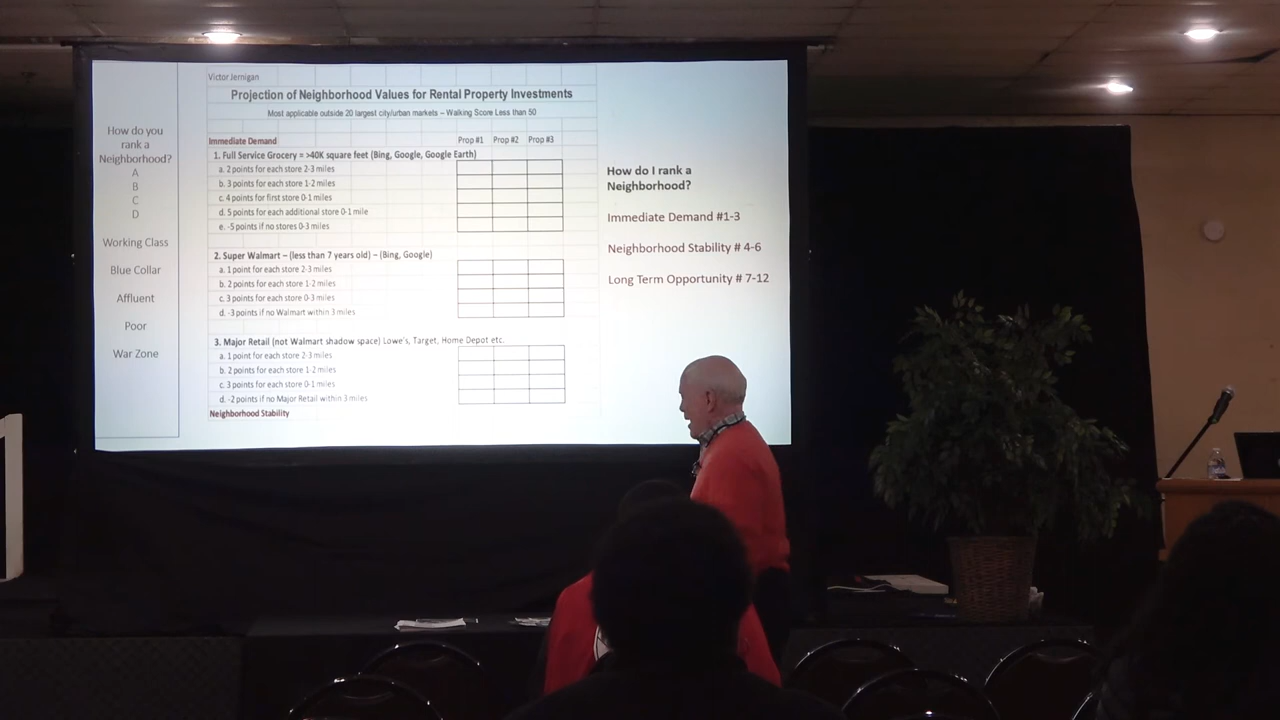 How do you
rank a
Neighborhood?
A
B
C
D
Working Class
Blue Collar
Affluent
Poor
War Zone
Victor Jernigan
Projection of Neighborhood Values for Rental Property Investments
Most applicable outside 20 largest city/urban markets – Walking Score Less than 50
Immediate Demand Prop #1 Prop #2 Prop #3
1. Full Service Grocery = >40K square feet (Bing, Google, Google Earth)
a. 2 points for each store 2-3 miles
b. 3 points for each store 1-2 miles
c. 4 points for first store 0-1 miles
d. 5 points for each additional store 0-1 mile
e. -5 points if no stores 0-3 miles
2. Super Walmart – (less than 7 years old) – (Bing, Google)
a. 1 point for each store 2-3 miles
b. 2 points for each store 1-2 miles
c. 3 points for each store 0-3 miles
d. -3 points if no Walmart within 3 miles
3. Major Retail (not Walmart shadow space) Lowe's, Target, Home Depot etc.
a. 1 point for each store 2-3 miles
b. 2 points for each store 1-2 miles
c. 3 points for each store 0-1 miles
d. -2 points if no Major Retail within 3 miles
Neighborhood Stability
How do I rank a
Neighborhood?
Immediate Demand #1-3
Neighborhood Stability # 4-6
Long Term Opportunity # 7-12